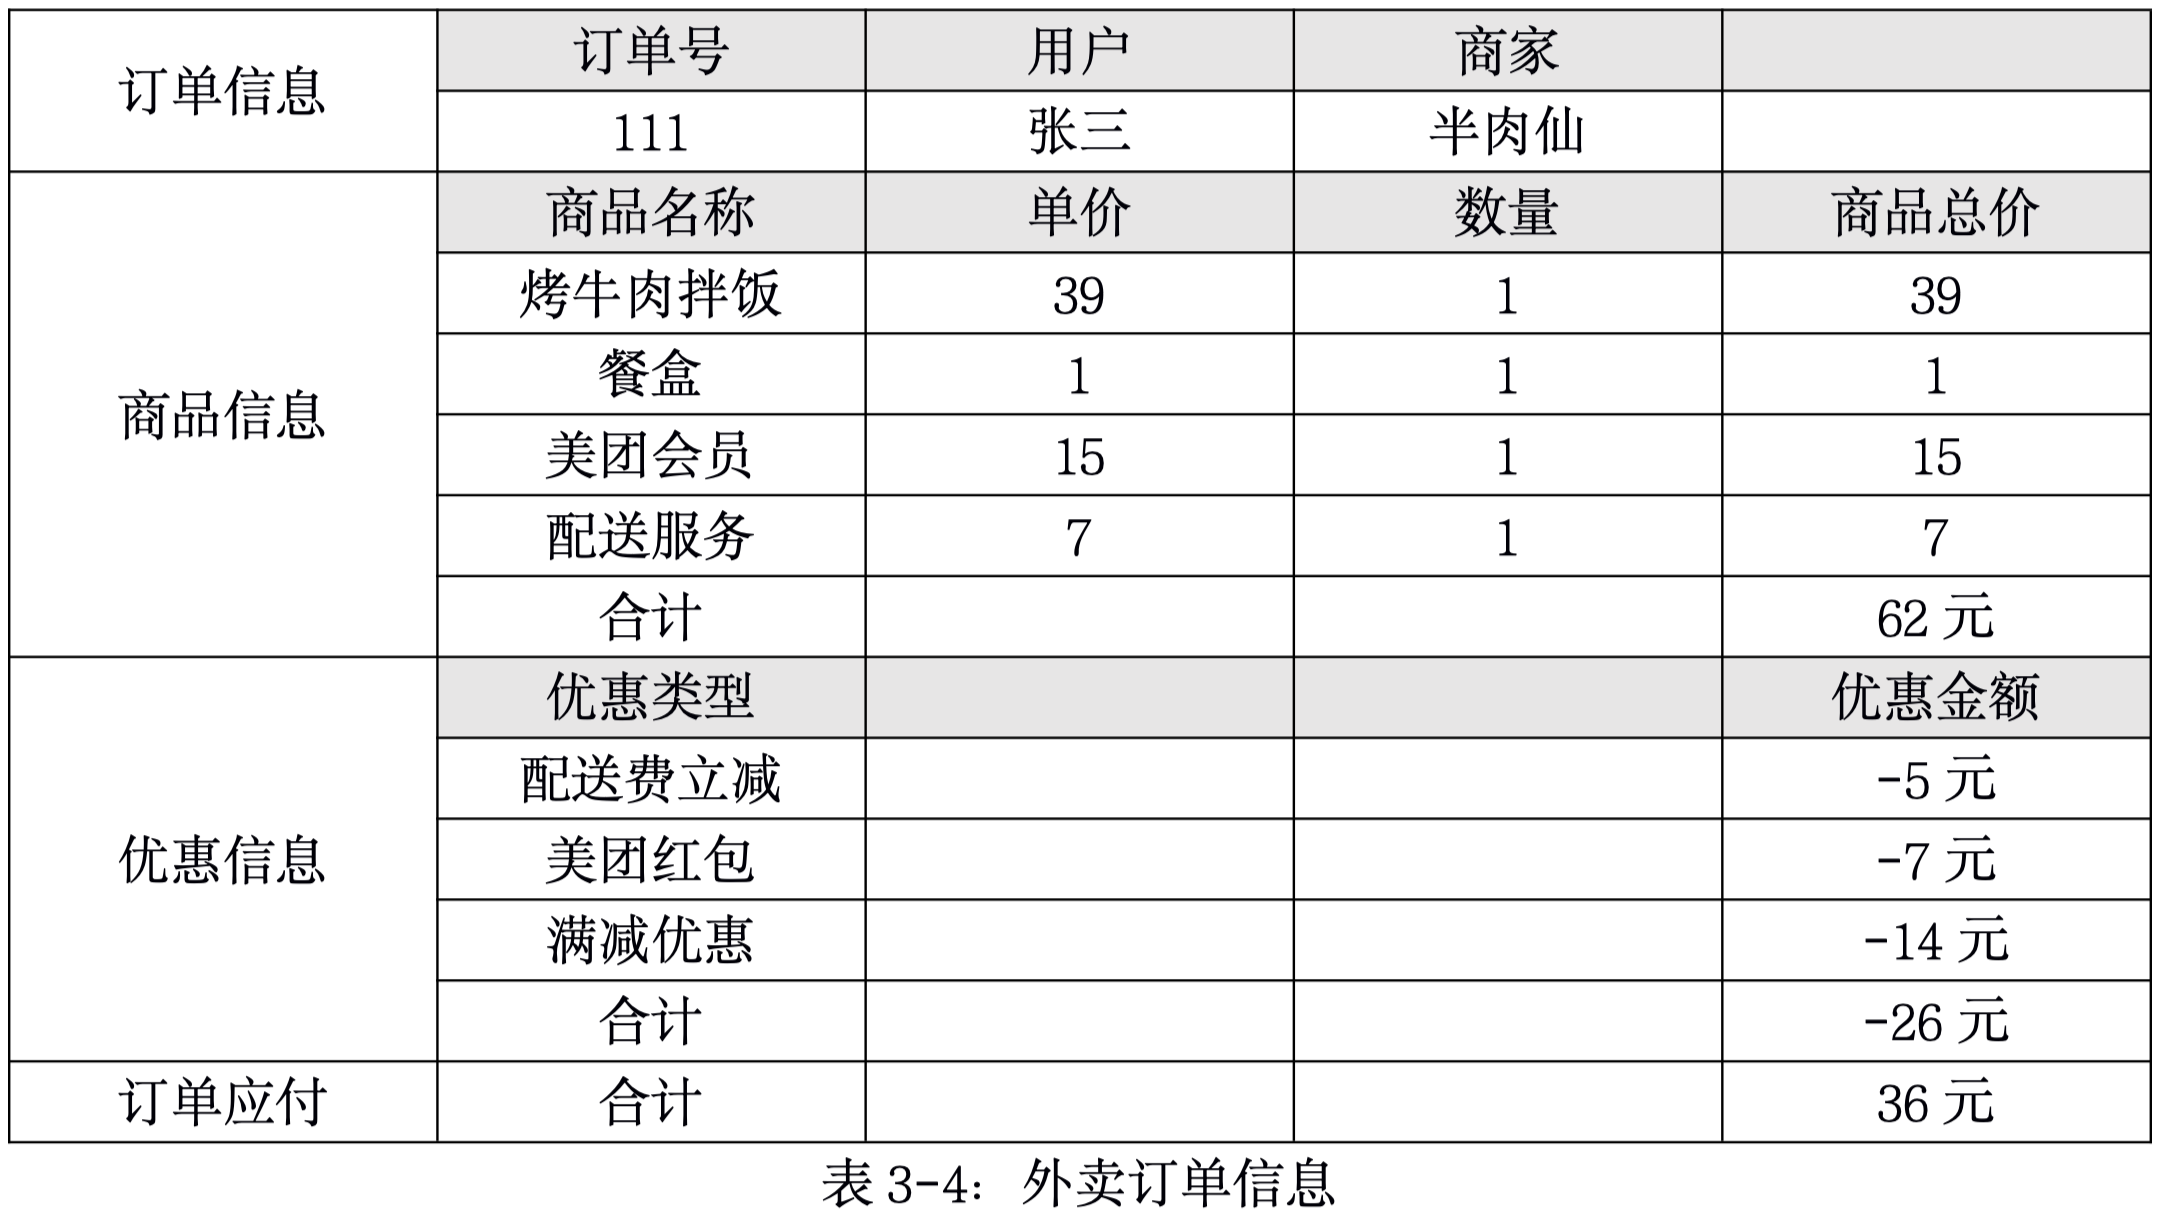 订单信息 订单号 用户 商家
111 张三 半肉仙
商品信息 商品名称 单价 数量 商品总价
烤牛肉拌饭 39 1 39
餐盒 1 1 1
美团会员 15 1 15
配送服务 7 1 7
合计 62 元
优惠信息 优惠类型 优惠金额
配送费立减 -5 元
美团红包 -7 元
满减优惠 -14 元
合计 -26 元
订单应付 合计 36 元
表 3-4：外卖订单信息